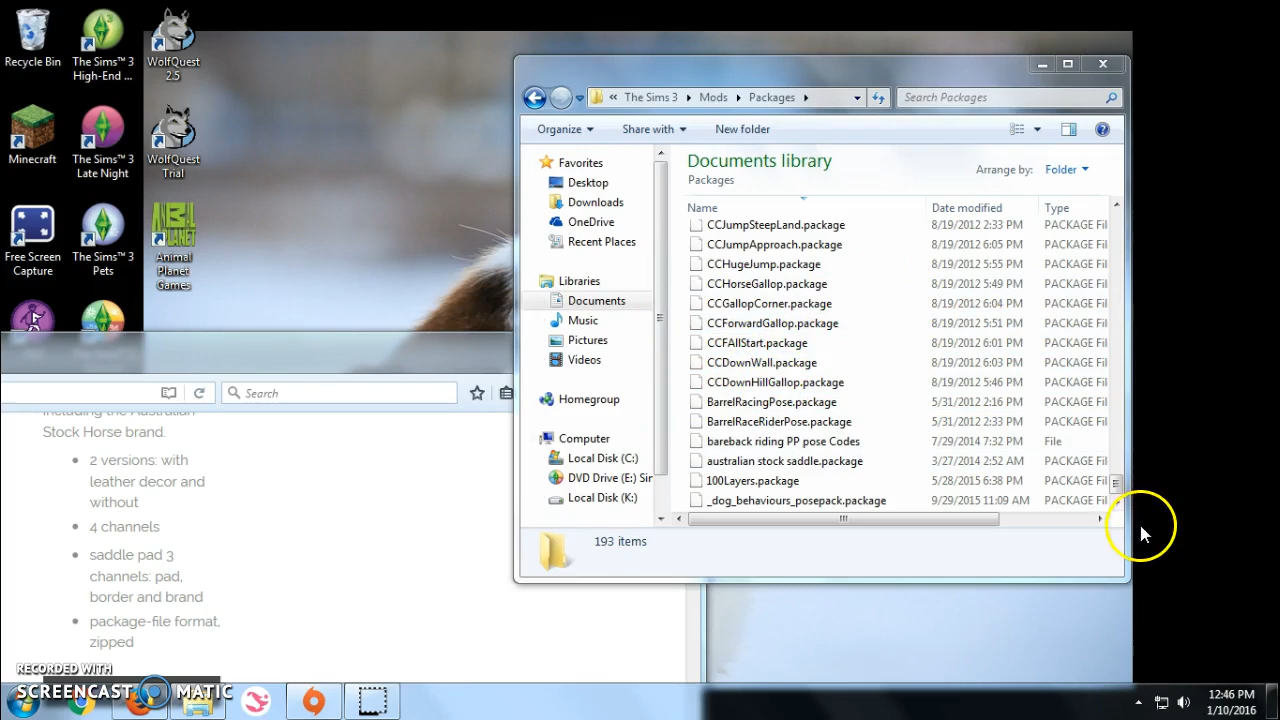 Recycle Bin
The Sims™ 3
High-End ...
WolfQuest
2.5
Minecraft
The Sims™ 3
Late Night
WolfQuest
Trial
Free Screen
Capture
The Sims™ 3
Pets
Animal
Planet
Games
« The Sims 3 Mods Packages
Search Packages
Organize Share with New folder
Favorites
Desktop
Downloads
OneDrive
Recent Places
Libraries
Documents
Music
Pictures
Videos
Homegroup
Computer
Local Disk (C:)
DVD Drive (E:) Sir
Local Disk (K:)
Documents library
Packages
Arrange by: Folder
Name Date modified Type
CCJumpSteepLand.package 8/19/2012 2:33 PM PACKAGE Fil
CCJumpApproach.package 8/19/2012 6:05 PM PACKAGE Fil
CCHugeJump.package 8/19/2012 5:55 PM PACKAGE Fil
CCHorseGallop.package 8/19/2012 5:49 PM PACKAGE Fil
CCGallopCorner.package 8/19/2012 6:04 PM PACKAGE Fil
CCForwardGallop.package 8/19/2012 5:51 PM PACKAGE Fil
CCFAllStart.package 8/19/2012 6:00 PM PACKAGE Fil
CCDownWall.package 8/19/2012 6:03 PM PACKAGE Fil
CCDownHillGallop.package 8/19/2012 5:46 PM PACKAGE Fil
BarrelRacingPose.package 5/31/2012 2:16 PM PACKAGE Fil
BarrelRaceRiderPose.package 5/31/2012 2:33 PM PACKAGE Fil
bareback riding PP pose Codes 7/29/2014 7:32 PM File
australian stock saddle.package 3/27/2014 2:52 AM PACKAGE Fil
100Layers.package 5/28/2015 6:38 PM PACKAGE Fil
_dog_behaviours_posepack.package 9/29/2015 11:09 AM PACKAGE Fil
193 items
Search
including the Australian
Stock Horse brand.
2 versions: with
leather decor and
without
4 channels
saddle pad 3
channels: pad,
border and brand
package-file format,
zipped
RECORDED WITH
SCREENCAST MATIC
12:46 PM
1/10/2016